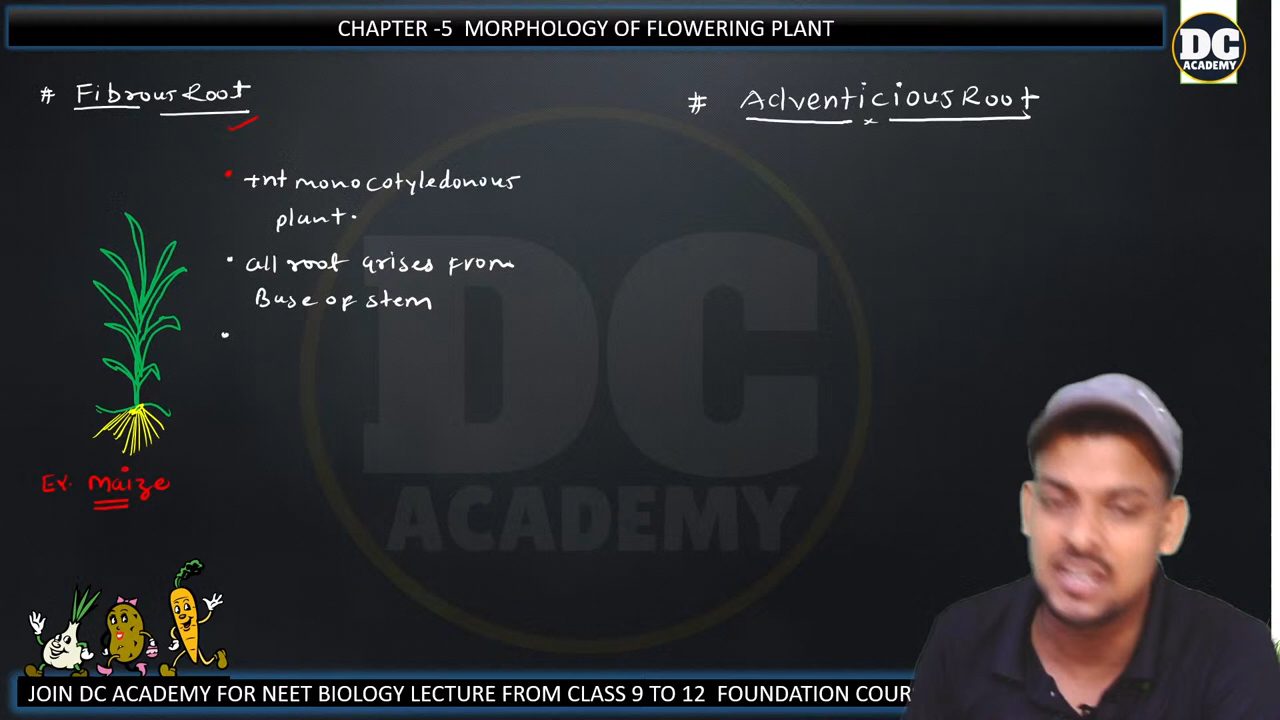 CHAPTER -5 MORPHOLOGY OF FLOWERING PLANT
DC
ACADEMY
# Fibrous Root
# Adventicious Root
+nt monocotyledonous
plant.
all root arises from
Base of stem
Ex. Maize
DC
ACADEMY
JOIN DC ACADEMY FOR NEET BIOLOGY LECTURE FROM CLASS 9 TO 12 FOUNDATION COUR